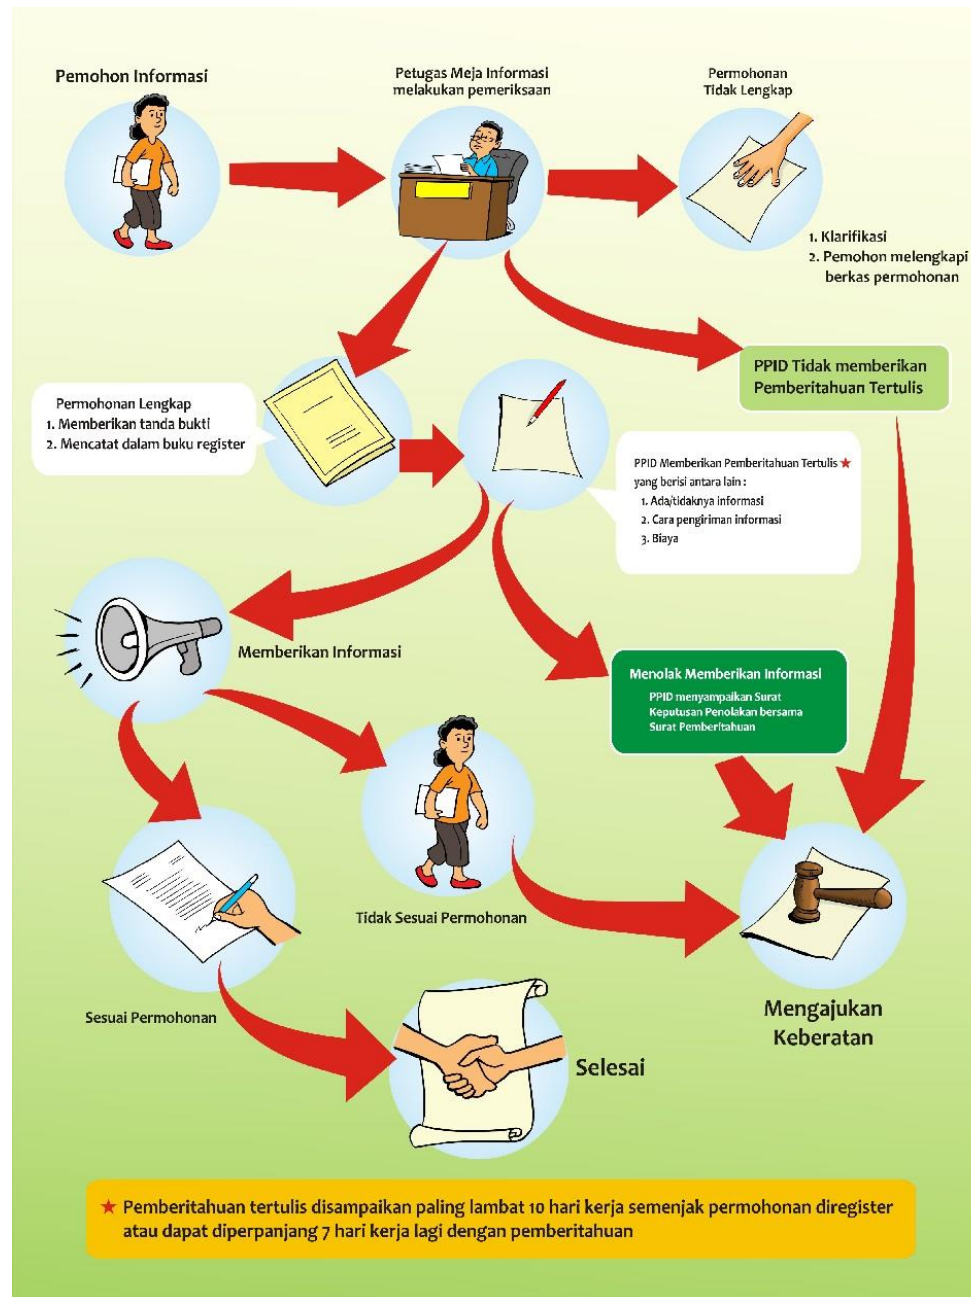 Pemohon Informasi
Petugas Meja Informasi
melakukan pemeriksaan
Permohonan
Tidak Lengkap
1. Klarifikasi
2. Pemohon melengkapi
berkas permohonan
PPID Tidak memberikan
Pemberitahuan Tertulis
Permohonan Lengkap
1. Memberikan tanda bukti
2. Mencatat dalam buku register
PPID Memberikan Pemberitahuan Tertulis ★
yang berisi antara lain :
1. Ada/tidaknya informasi
2. Cara pengiriman informasi
3. Biaya
Memberikan Informasi
Menolak Memberikan Informasi
PPID menyampaikan Surat
Keputusan Penolakan bersama
Surat Pemberitahuan
Tidak Sesuai Permohonan
Sesuai Permohonan
Mengajukan
Keberatan
Selesai
★ Pemberitahuan tertulis disampaikan paling lambat 10 hari kerja semenjak permohonan diregister
atau dapat diperpanjang 7 hari kerja lagi dengan pemberitahuan